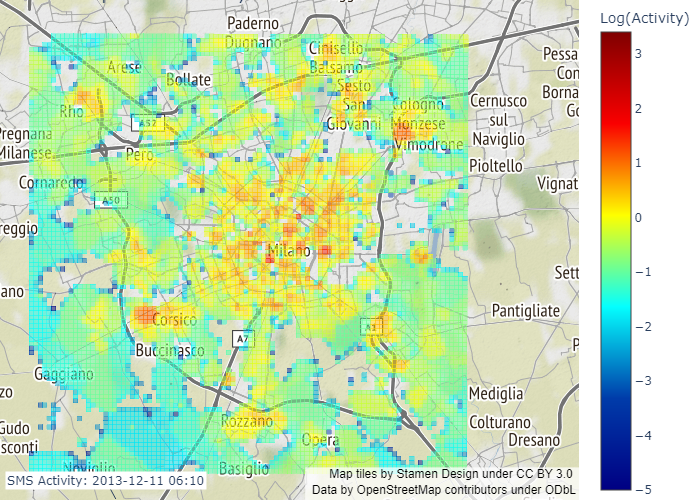 Log(Activity)
3
2
1
0
−1
−2
−3
−4
−5
Paderno
Dugnano
Cinisello
Balsamo
Arese
Bollate
Sesto
San
Giovanni
Cologno
Monzese
Vimodrone
Cernusco
sul
Naviglio
Pessa
Con
Borna
Go
Rho
A52
Pero
Pregnana
Milanese
Pioltello
Cornaredo
A50
Vignat
reggio
Milano
Sett
ano
Pantigliate
Corsico
A1
A7
P
Buccinasco
Gaggiano
zo
Mediglia
Rozzano
Colturano
Gudo
sconti
Opera
Dresano
Noviglio
Basiglio
SMS Activity: 2013-12-11 06:10
Map tiles by Stamen Design under CC BY 3.0
Data by OpenStreetMap contributors under ODbL